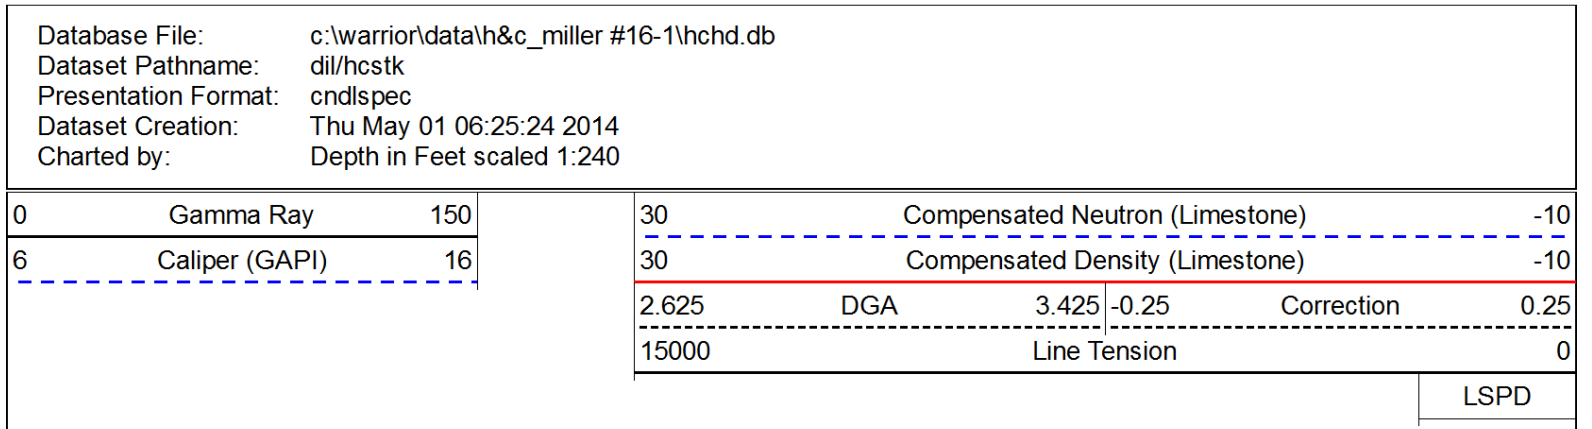 Database File: c:\warrior\data\h&c_miller #16-1\hchd.db
Dataset Pathname: dil/hcstk
Presentation Format: cndlspec
Dataset Creation: Thu May 01 06:25:24 2014
Charted by: Depth in Feet scaled 1:240
0 Gamma Ray 150 30 Compensated Neutron (Limestone) -10
6 Caliper (GAPI) 16 30 Compensated Density (Limestone) -10
2.625 DGA 3.425 -0.25 Correction 0.25
15000 Line Tension 0
LSPD